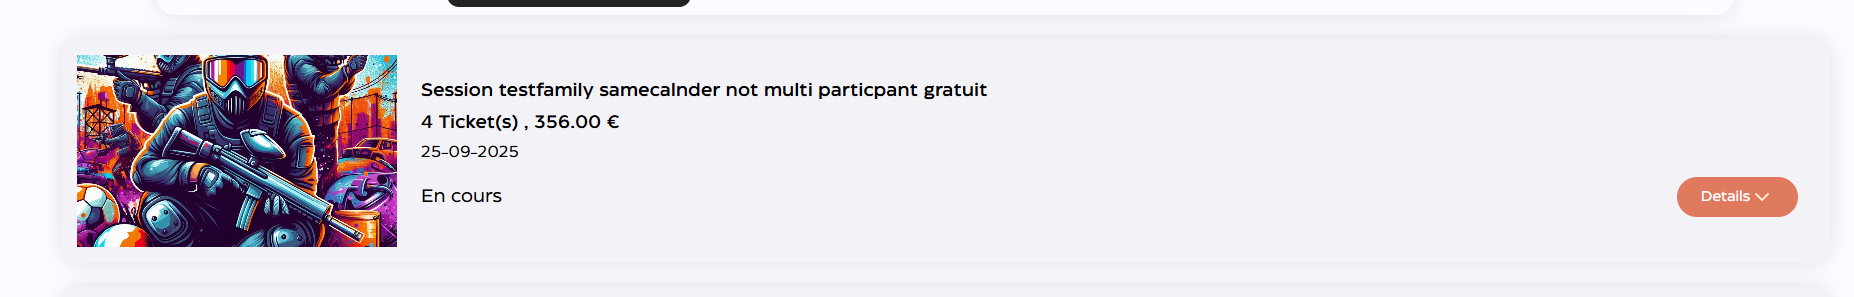 Session testfamily samecalnder not multi particpant gratuit
4 Ticket(s) , 356.00 €
25-09-2025
En cours
Details